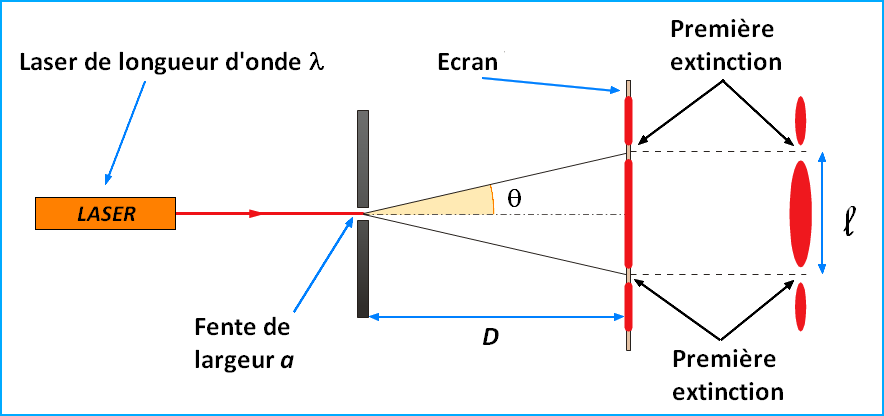 Première
extinction
Laser de longueur d'onde λ
Ecran
LASER
θ
ℓ
Fente de
largeur a
D
Première
extinction